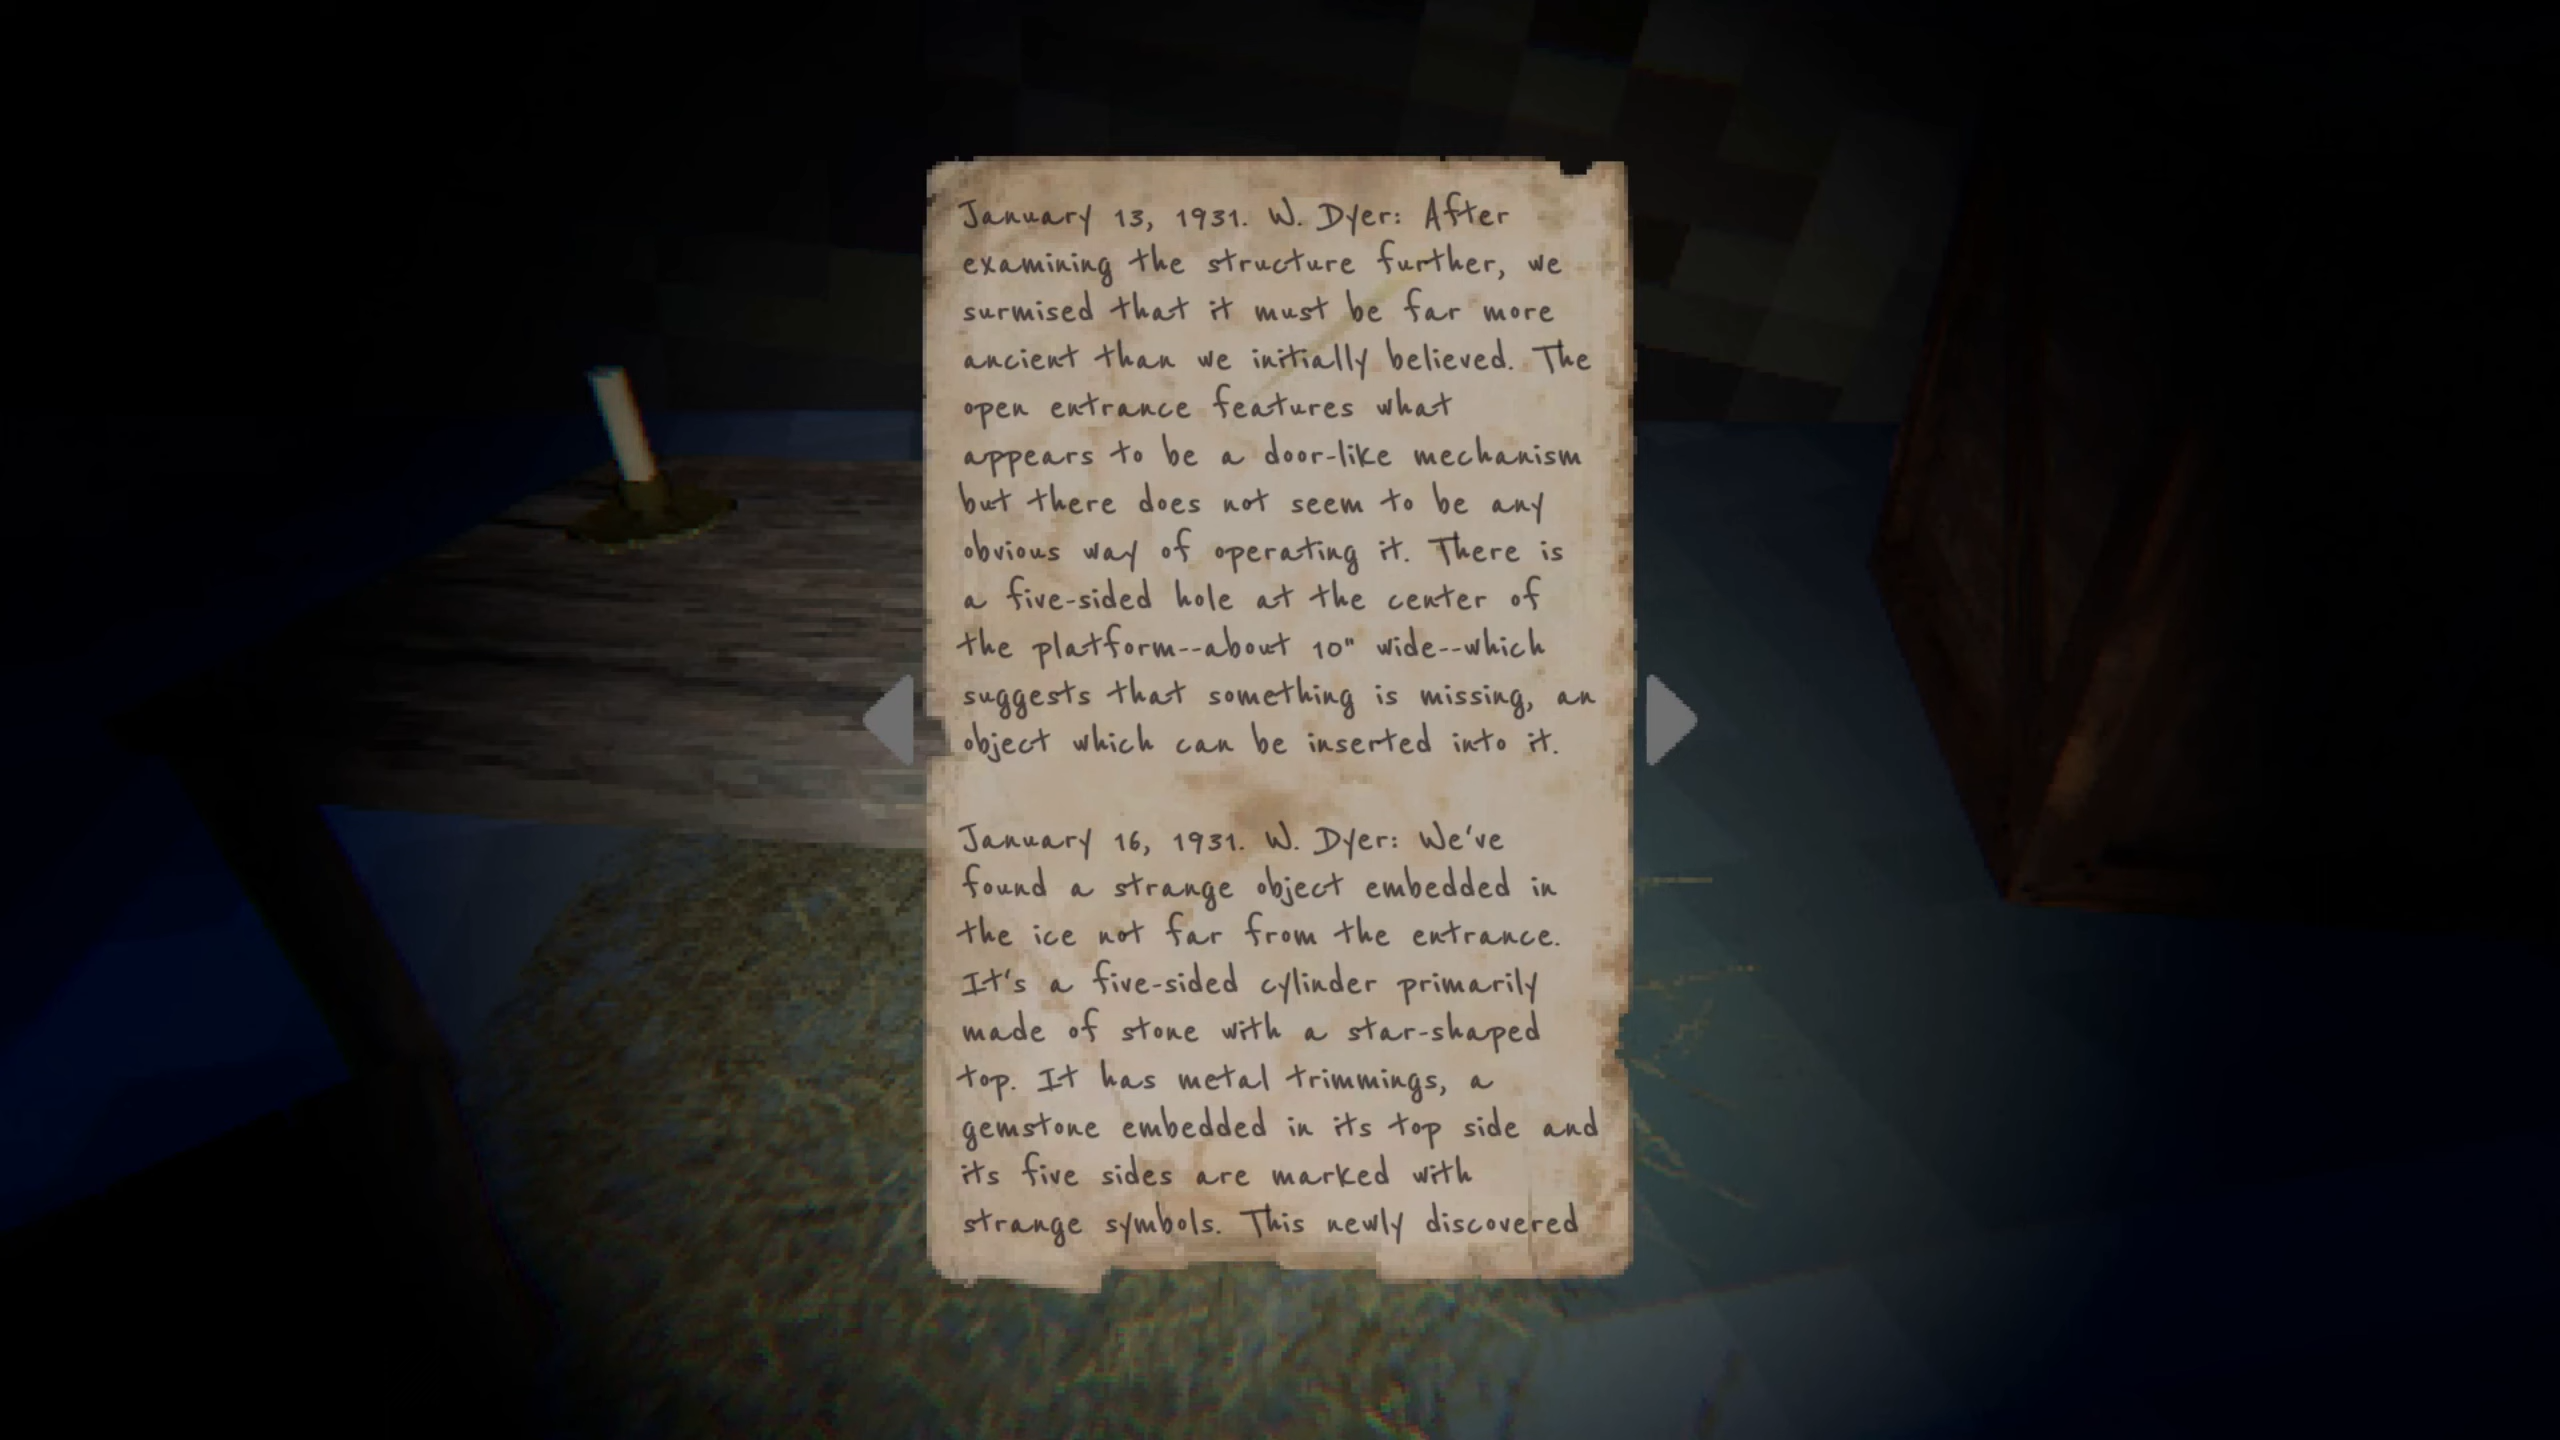 January 13, 1931. W. Dyer: After
examining the structure further, we
surmised that it must be far more
ancient than we initially believed. The
open entrance features what
appears to be a door-like mechanism
but there does not seem to be any
obvious way of operating it. There is
a five-sided hole at the center of
the platform--about 10" wide--which
suggests that something is missing, an
object which can be inserted into it.
January 16, 1931. W. Dyer: We've
found a strange object embedded in
the ice not far from the entrance.
It's a five-sided cylinder primarily
made of stone with a star-shaped
top. It has metal trimmings, a
gemstone embedded in its top side and
its five sides are marked with
strange symbols. This newly discovered